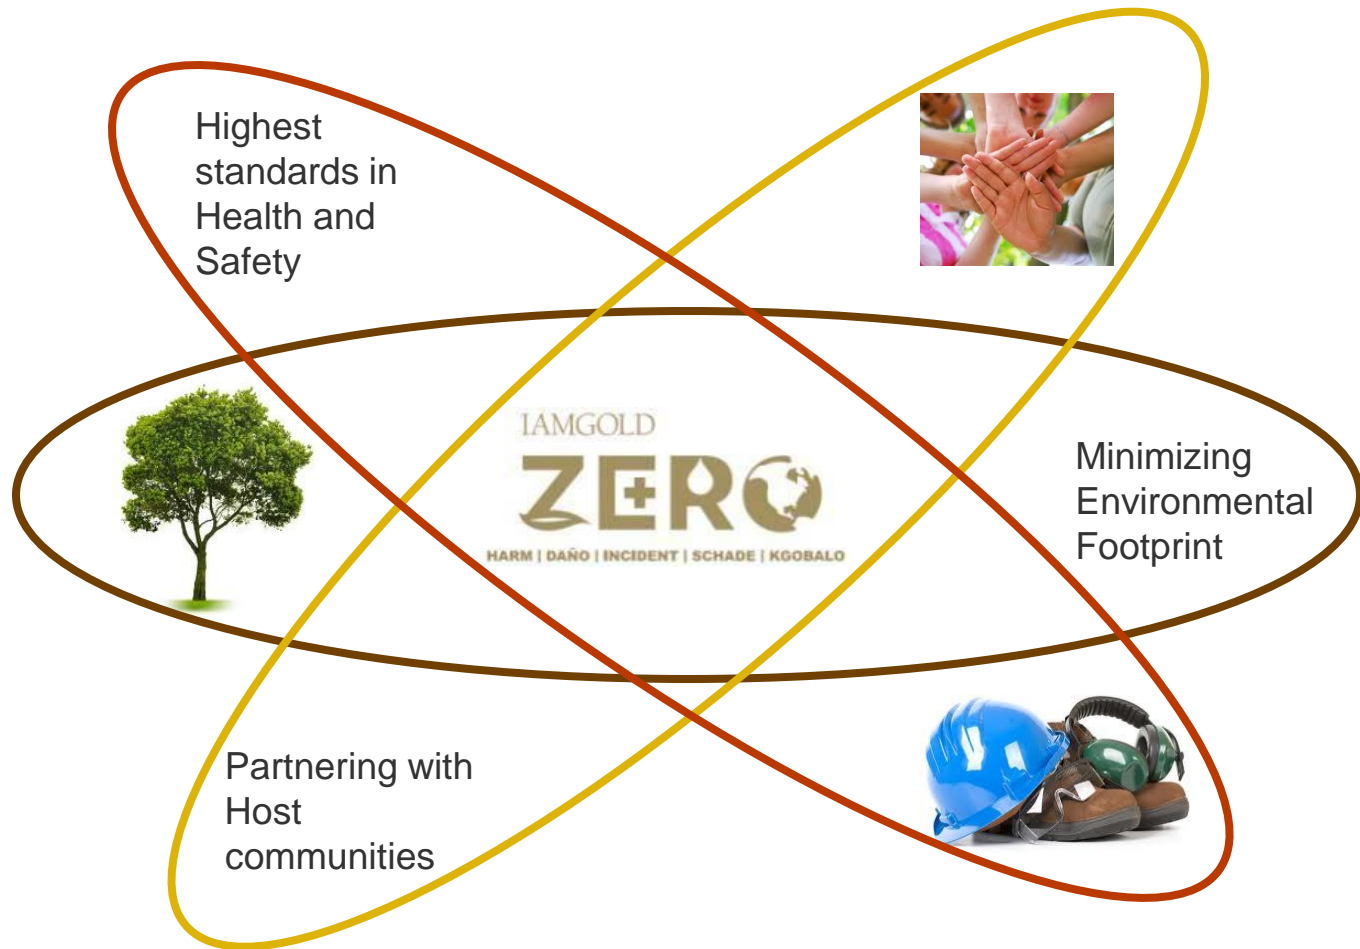 Highest
standards in
Health and
Safety
IAMGOLD
ZERO
HARM | DAÑO | INCIDENT | SCHADE | KGOBALO
Minimizing
Environmental
Footprint
Partnering with
Host
communities